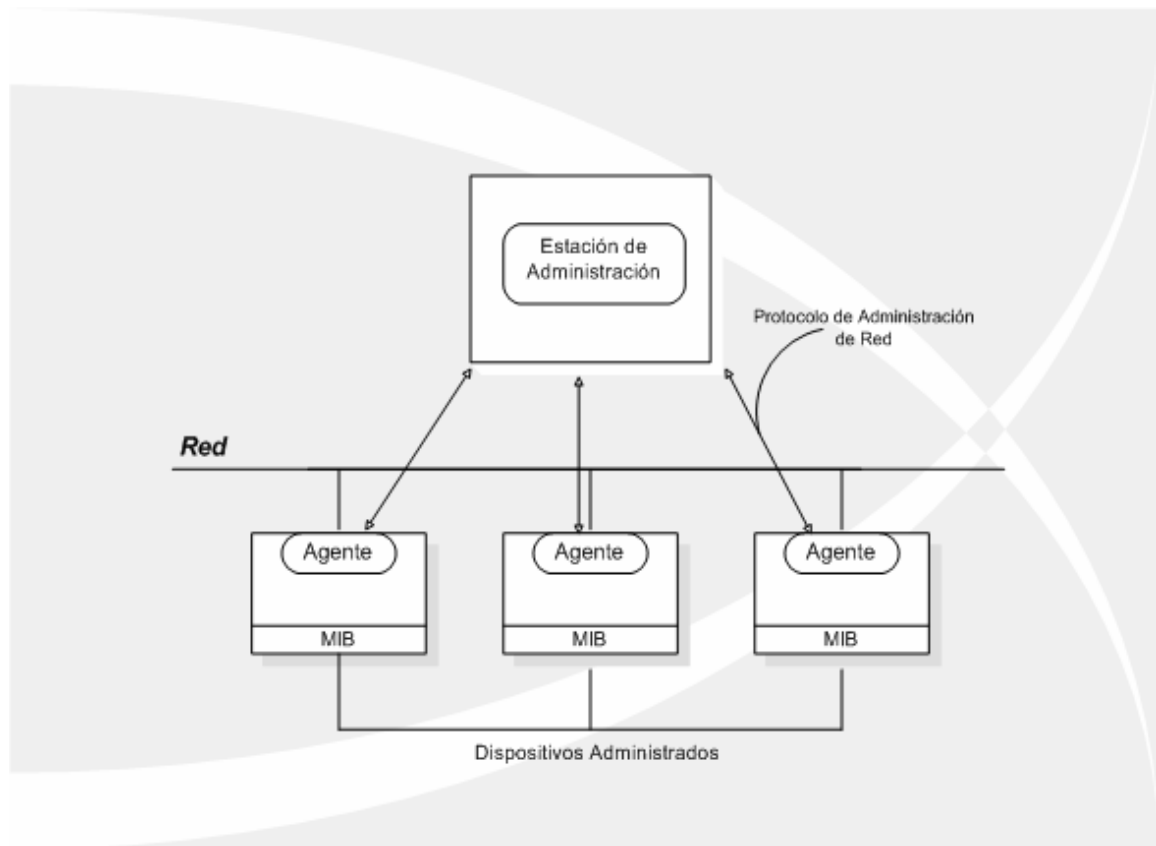 Estación de
Administración
Protocolo de Administración
de Red
Red
Agente
Agente
Agente
MIB
MIB
MIB
Dispositivos Administrados